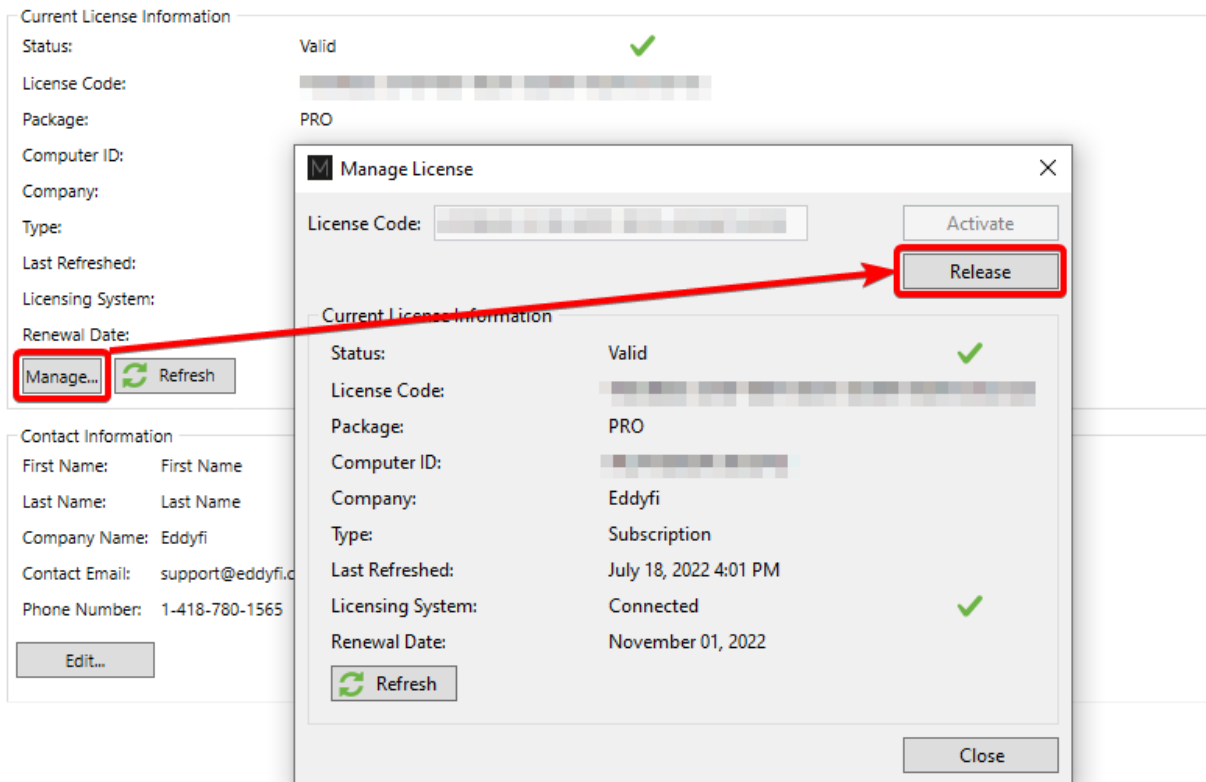 Current License Information
Status: Valid
License Code:
Package: PRO
Computer ID:
Company:
Type:
Last Refreshed:
Licensing System:
Renewal Date:
Manage... Refresh
Contact Information
First Name: First Name
Last Name: Last Name
Company Name: Eddyfi
Contact Email: support@eddyfi.c
Phone Number: 1-418-780-1565
Edit...
M Manage License
License Code: Activate
Release
Current License Information
Status: Valid
License Code:
Package: PRO
Computer ID:
Company: Eddyfi
Type: Subscription
Last Refreshed: July 18, 2022 4:01 PM
Licensing System: Connected
Renewal Date: November 01, 2022
Refresh
Close